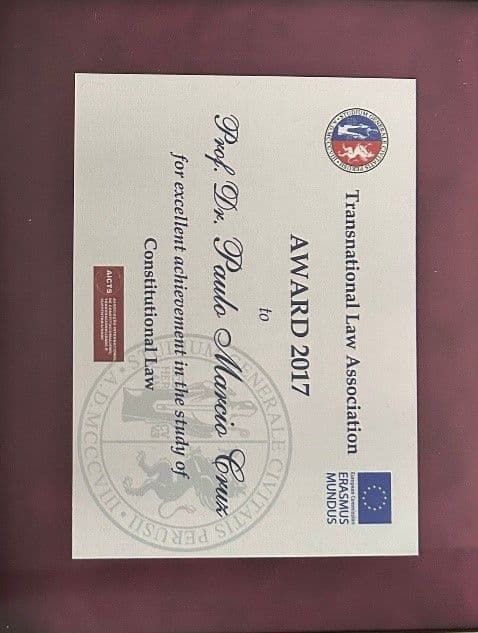 Transnational Law Association
European Commission
ERASMUS
MUNDUS
AWARD 2017
to
Prof. Dr. Paulo Marcio Cruz
for excellent achievement in the study of
Constitutional Law
AICTS
STUDIUM GENERALE CIVITATIS PERUSII
A.D.MCCCVIII